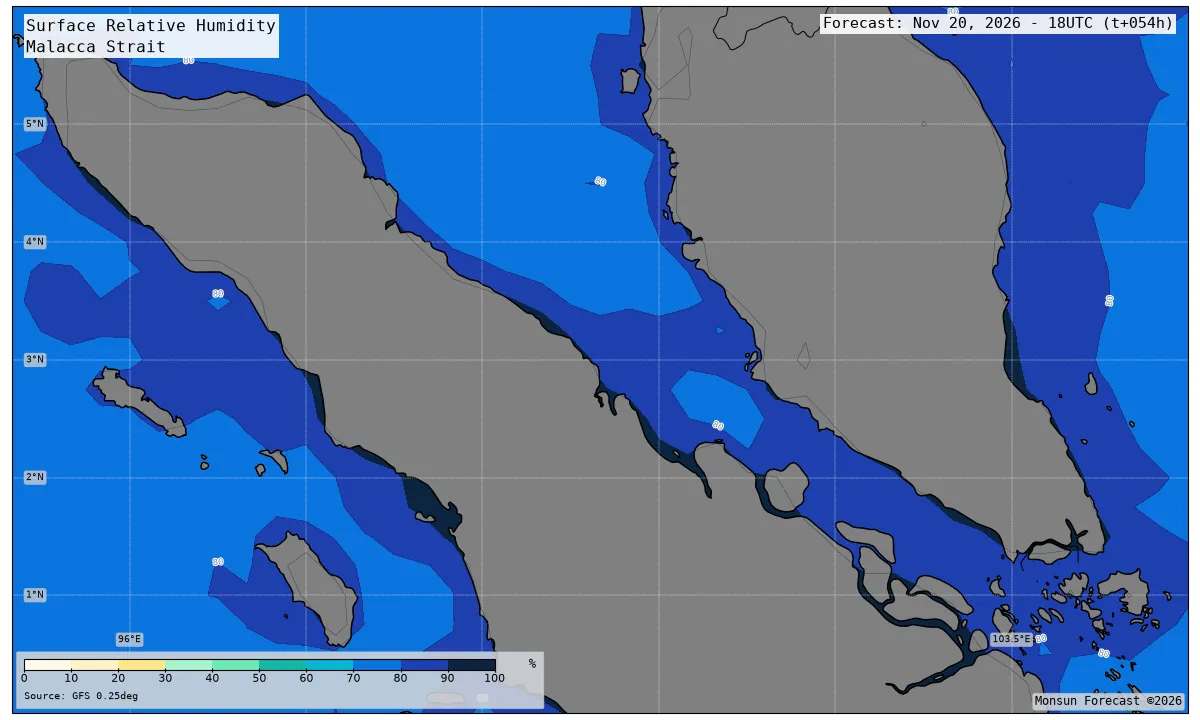 Surface Relative Humidity
Malacca Strait
Forecast: Nov 20, 2026 - 18UTC (t+054h)
80
80
5°N
80
4°N
80
80
3°N
80
2°N
80
1°N
96°E
103.5°E
80
80
%
0 10 20 30 40 50 60 70 80 90 100
Source: GFS 0.25deg
Monsun Forecast ©2026